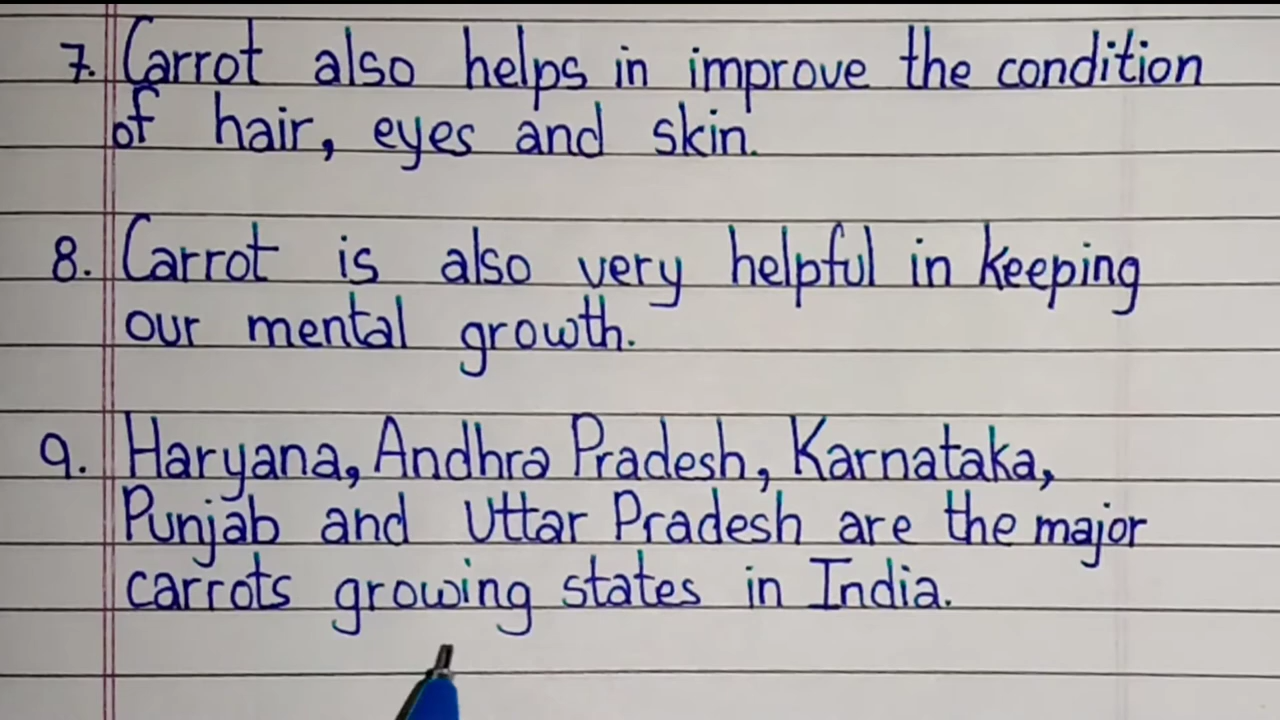 7. Carrot also helps in improve the condition
of hair, eyes and skin.
8. Carrot is also very helpful in keeping
our mental growth.
9. Haryana, Andhra Pradesh, Karnataka,
Punjab and Uttar Pradesh are the major
carrots growing states in India.